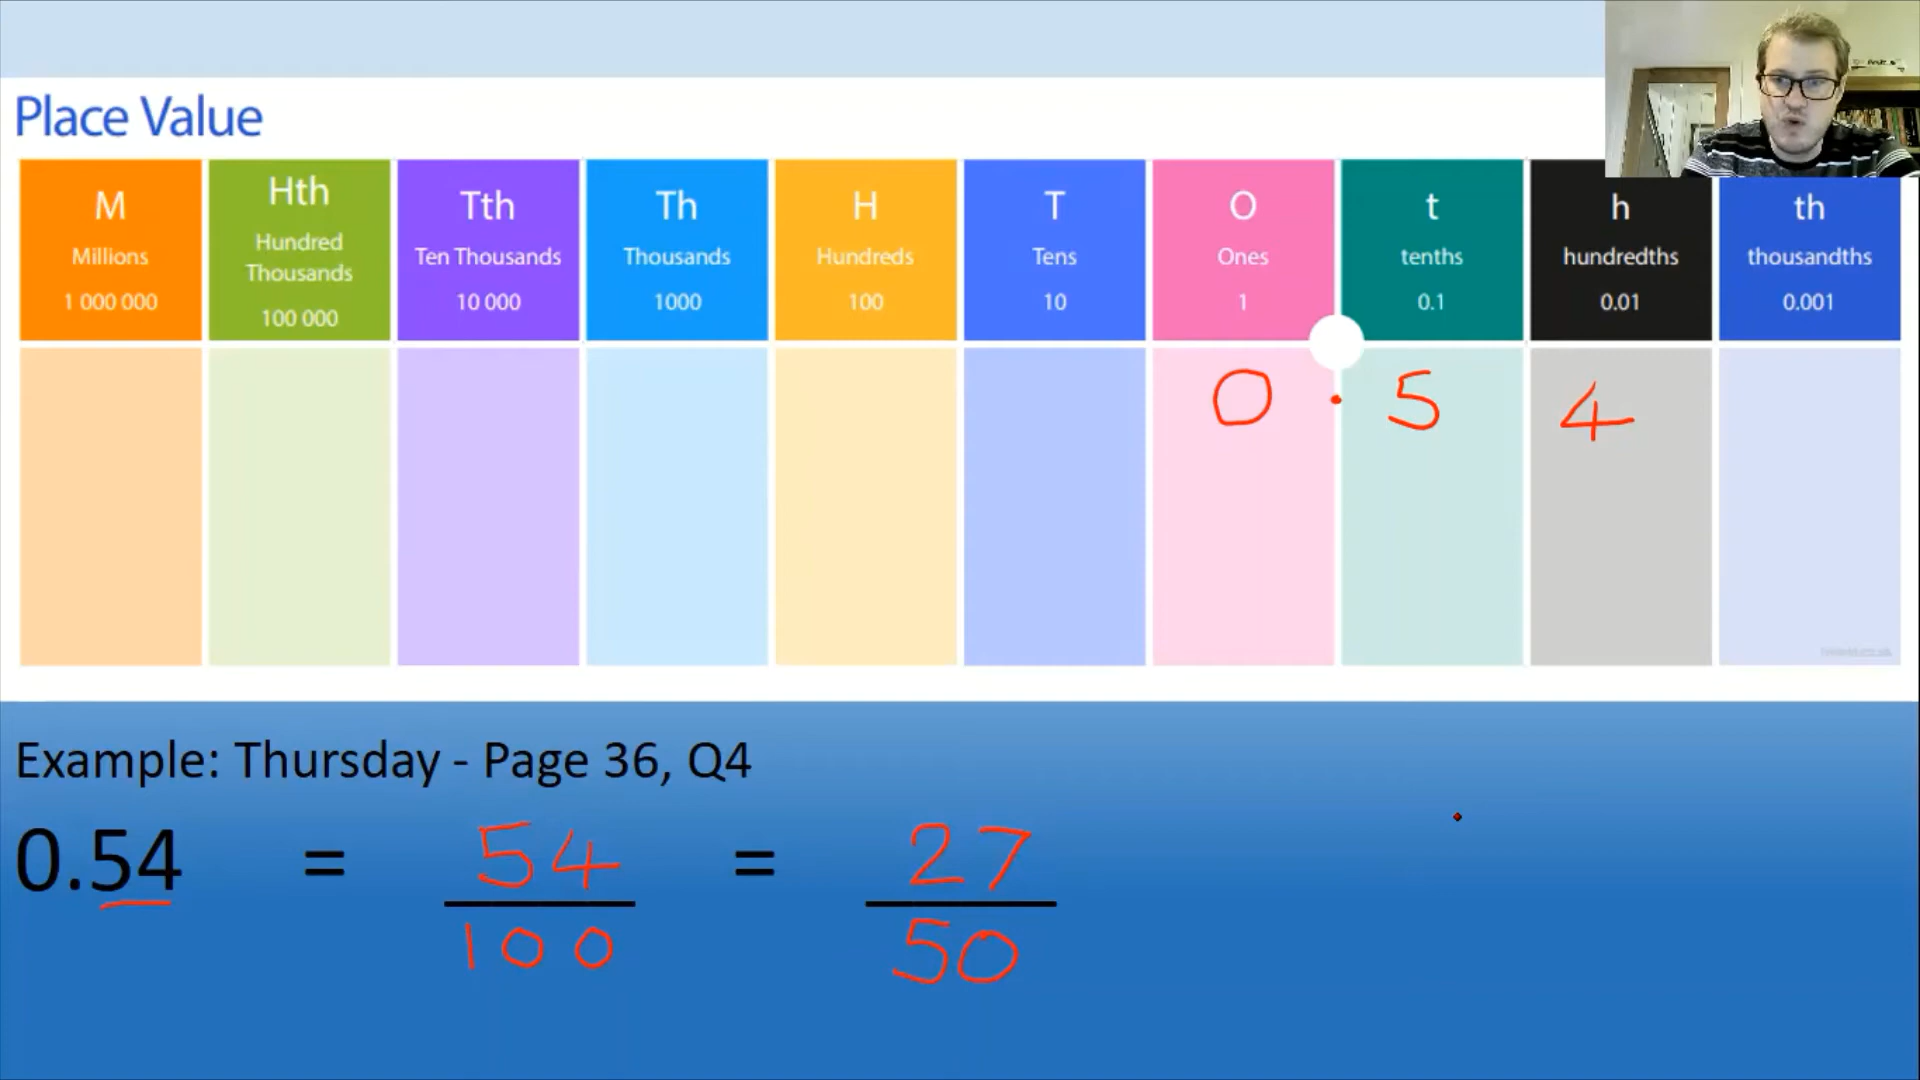 Place Value
M Hth Tth Th H T O t h th
Millions Hundred Thousands Ten Thousands Thousands Hundreds Tens Ones tenths hundredths thousandths
1 000 000 100 000 10 000 1000 100 10 1 0.1 0.01 0.001
0 . 5 4
Example: Thursday - Page 36, Q4
0.54 = 54/100 = 27/50